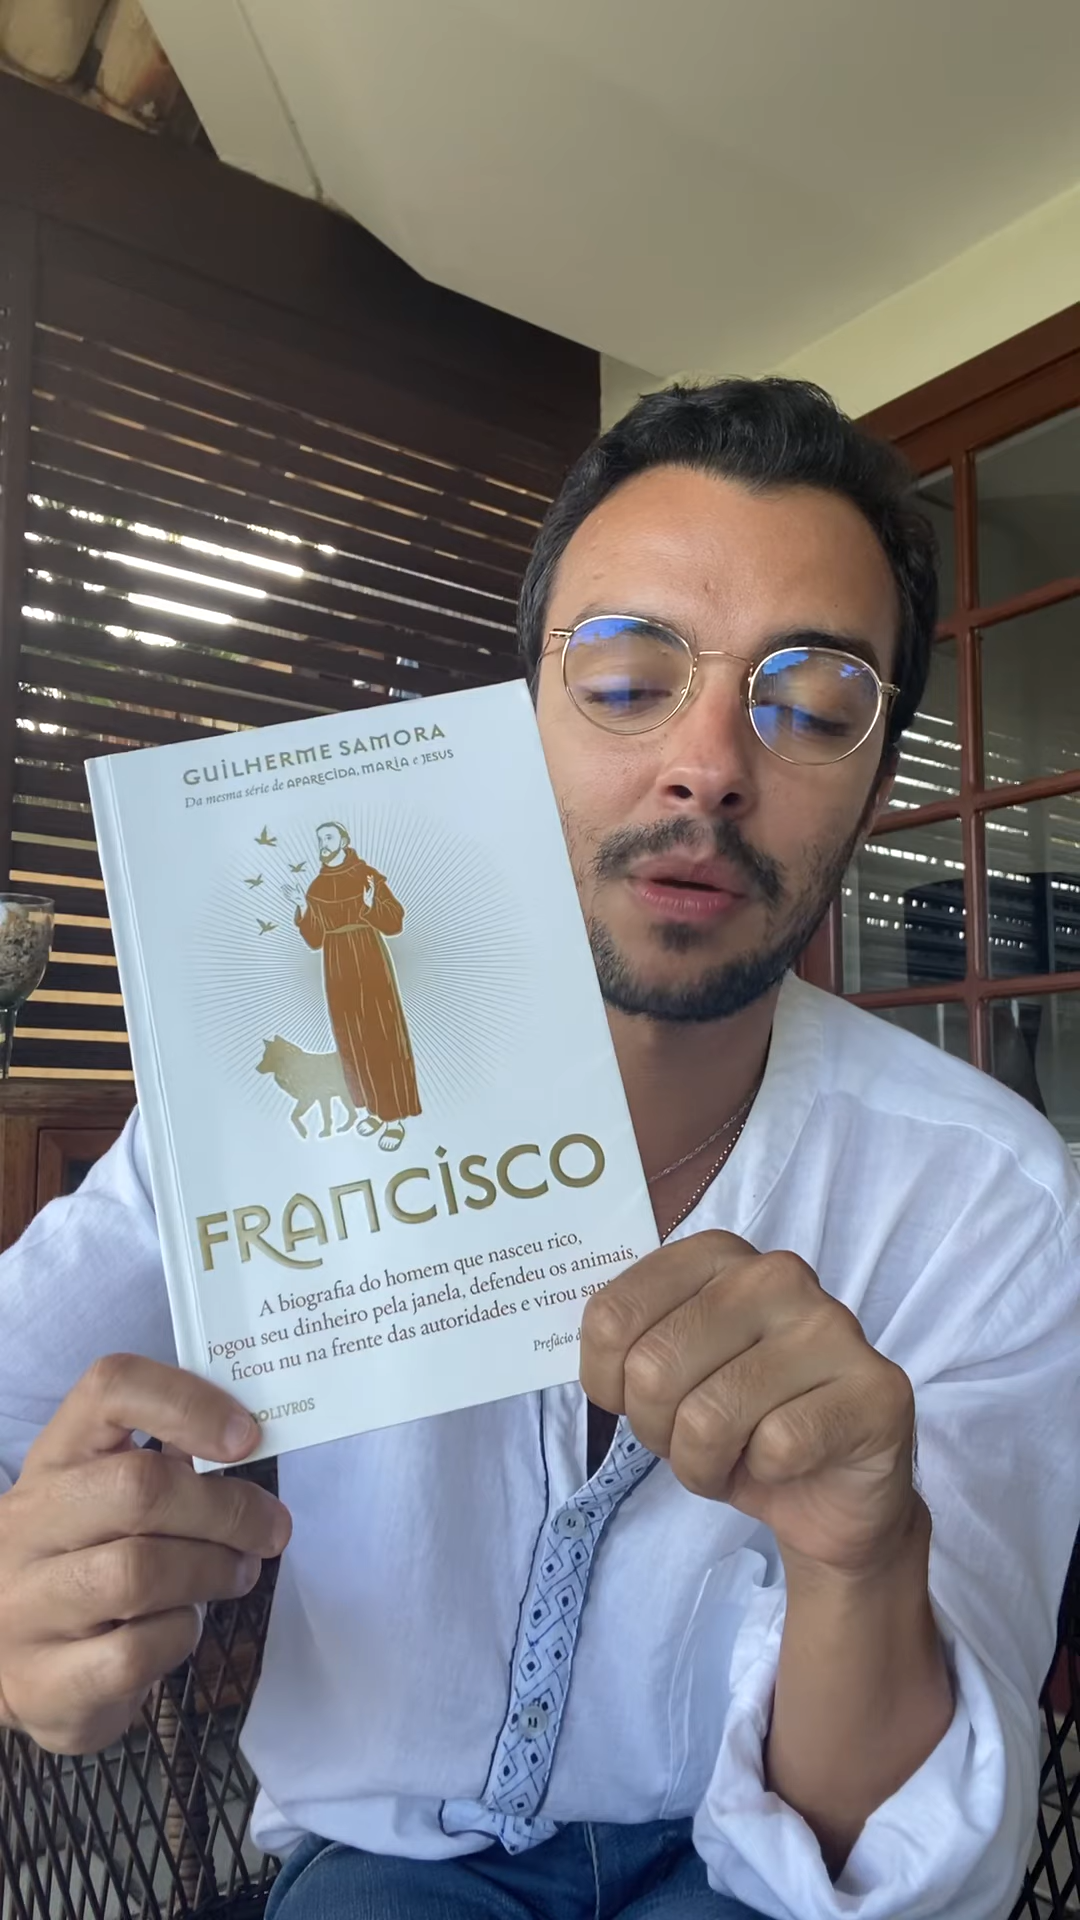 GUILHERME SAMORA
Da mesma série de APARECIDA, MARIA e JESUS
FRANCISCO
A biografia do homem que nasceu rico,
jogou seu dinheiro pela janela, defendeu os animais,
ficou nu na frente das autoridades e virou
Prefácio